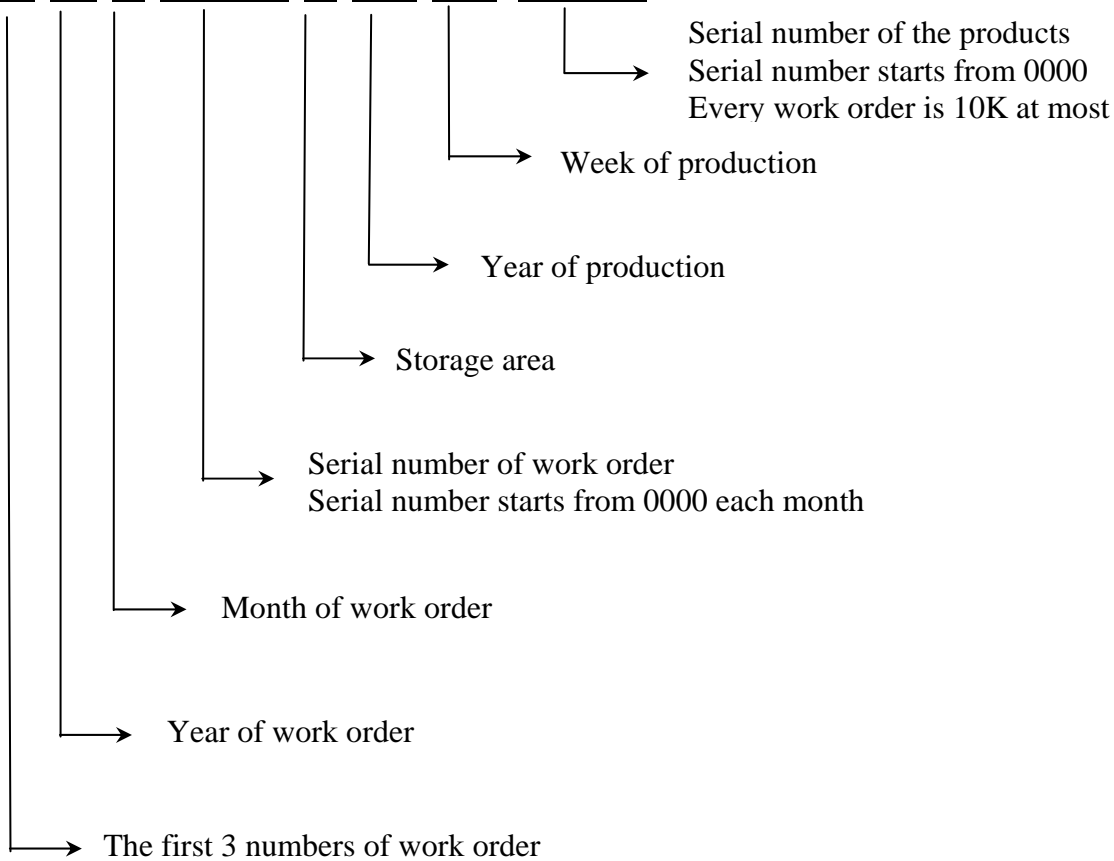 Serial number of the products
Serial number starts from 0000
Every work order is 10K at most
Week of production
Year of production
Storage area
Serial number of work order
Serial number starts from 0000 each month
Month of work order
Year of work order
The first 3 numbers of work order